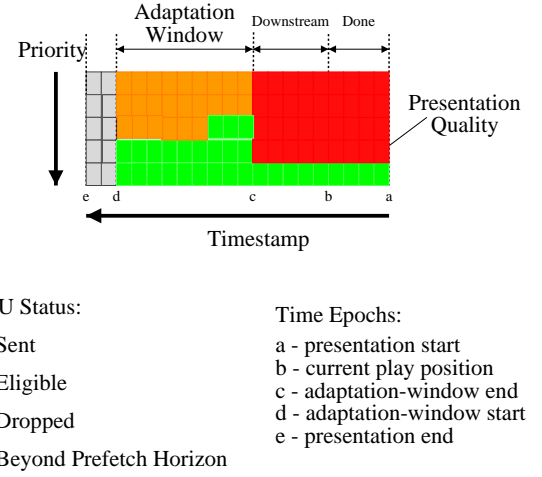 Adaptation
Window
Downstream
Done
Priority
Presentation
Quality
e
d
c
b
a
Timestamp
U Status:
Sent
Eligible
Dropped
Beyond Prefetch Horizon
Time Epochs:
a - presentation start
b - current play position
c - adaptation-window end
d - adaptation-window start
e - presentation end